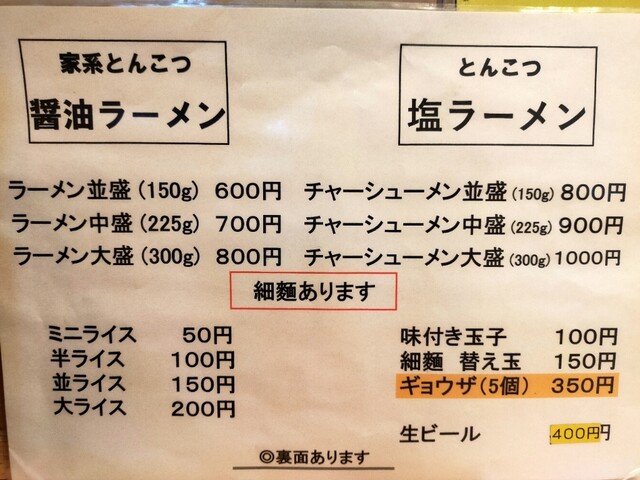 家系とんこつ
醤油ラーメン
とんこつ
塩ラーメン
ラーメン並盛(150g) 600円 チャーシューメン並盛(150g) 800円
ラーメン中盛(225g) 700円 チャーシューメン中盛(225g) 900円
ラーメン大盛(300g) 800円 チャーシューメン大盛(300g) 1000円
細麵あります
ミニライス 50円
半ライス 100円
並ライス 150円
大ライス 200円
味付き玉子 100円
細麵 替え玉 150円
ギョウザ(5個) 350円
生ビール 400円円
◎裏面あります